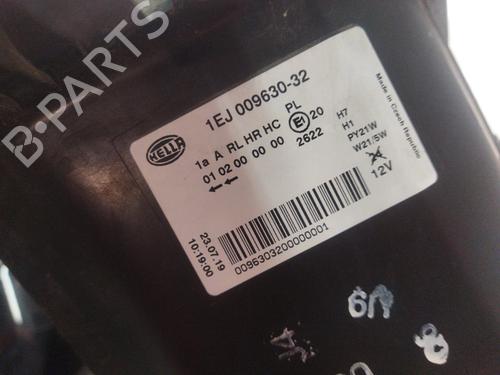 B-PARTS
HELLA
1EJ 009630-32
1a A RL HR HC PL
01 02 00 00 00 E1 20
2622
H7
H1
PY21W
W21/5W
12V
Made in Czech Republic
23.07.19
10:19:00
0096303200000001